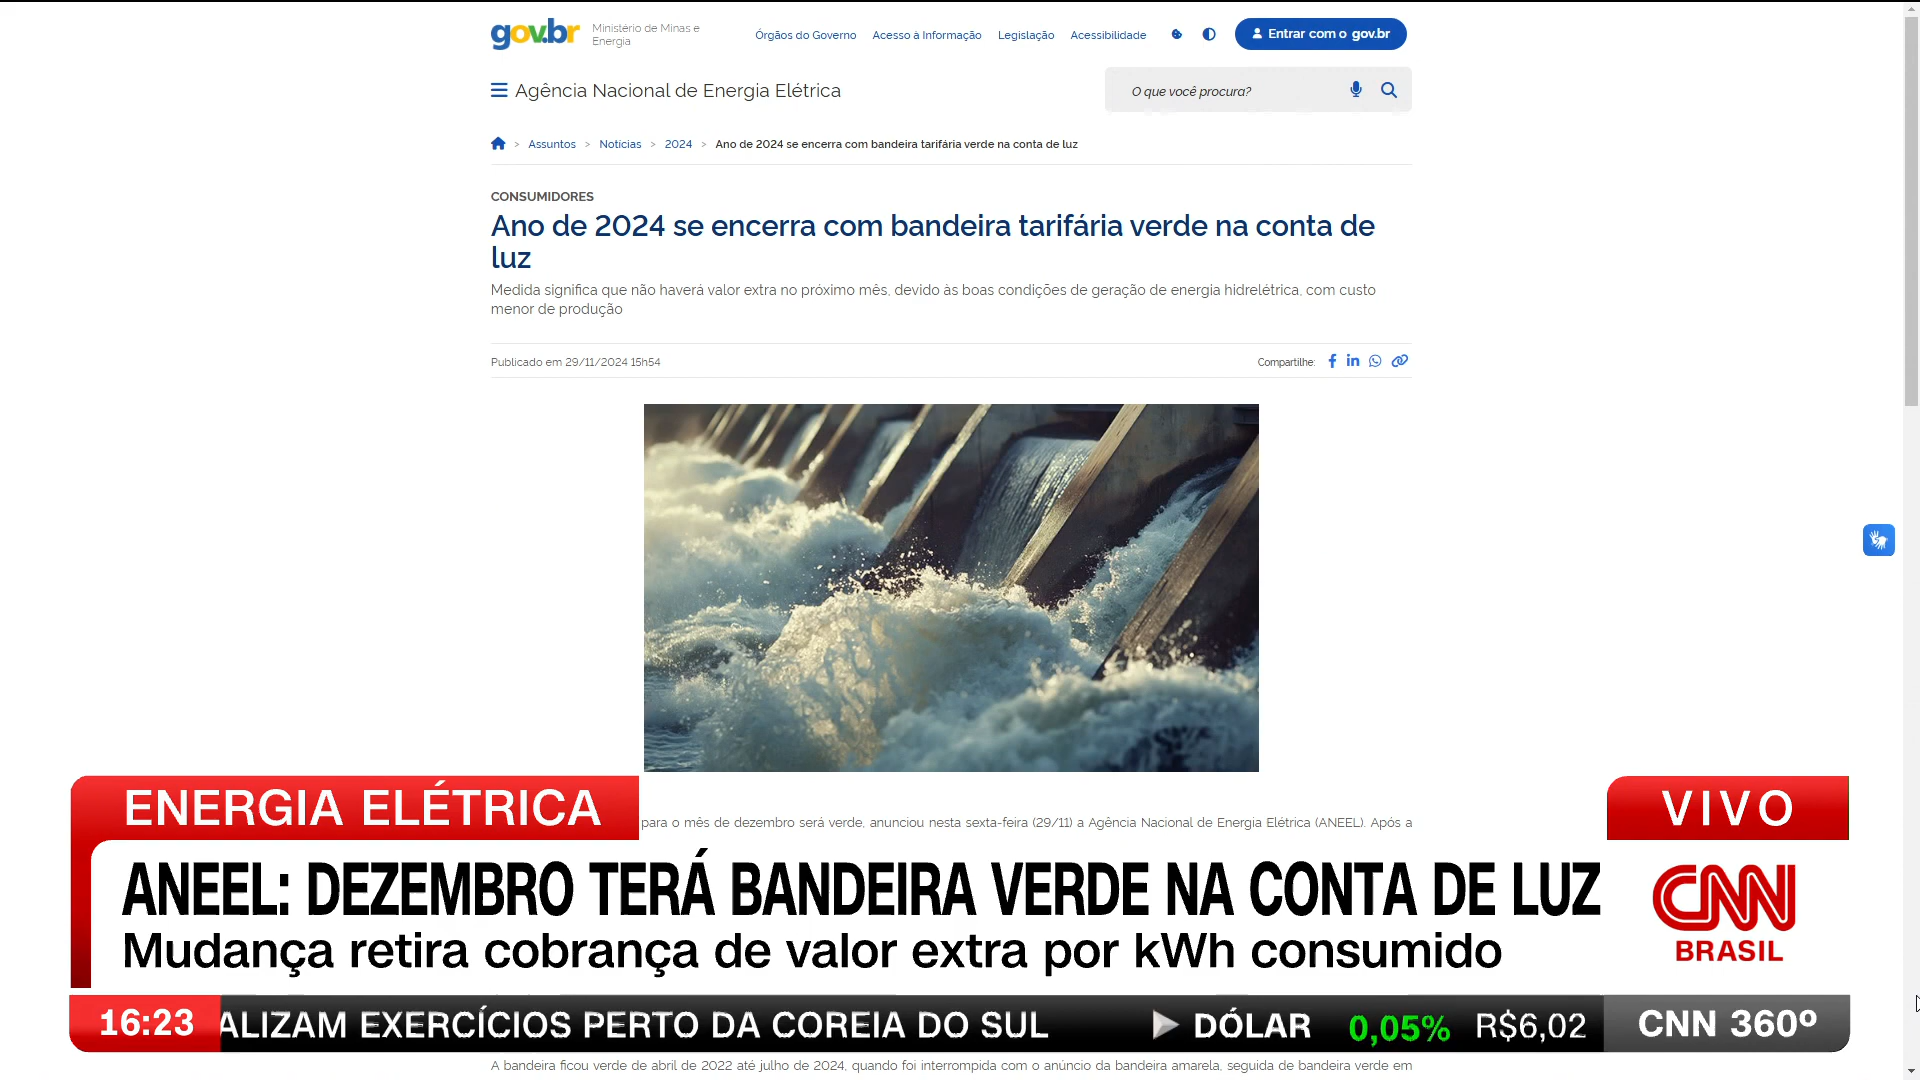 gov.br
Ministério de Minas e
Energia
Órgãos do Governo
Acesso à Informação
Legislação
Acessibilidade
Entrar com o gov.br
Agência Nacional de Energia Elétrica
O que você procura?
> Assuntos > Notícias > 2024 > Ano de 2024 se encerra com bandeira tarifária verde na conta de luz
CONSUMIDORES
Ano de 2024 se encerra com bandeira tarifária verde na conta de
luz
Medida significa que não haverá valor extra no próximo mês, devido às boas condições de geração de energia hidrelétrica, com custo
menor de produção
Publicado em 29/11/2024 15h54
Compartilhe:
ENERGIA ELÉTRICA
para o mês de dezembro será verde, anunciou nesta sexta-feira (29/11) a Agência Nacional de Energia Elétrica (ANEEL). Após a
VIVO
ANEEL: DEZEMBRO TERÁ BANDEIRA VERDE NA CONTA DE LUZ
Mudança retira cobrança de valor extra por kWh consumido
CNN
BRASIL
16:23
ALIZAM EXERCÍCIOS PERTO DA COREIA DO SUL
DÓLAR 0,05% R$6,02
CNN 360º
A bandeira ficou verde de abril de 2022 até julho de 2024, quando foi interrompida com o anúncio da bandeira amarela, seguida de bandeira verde em